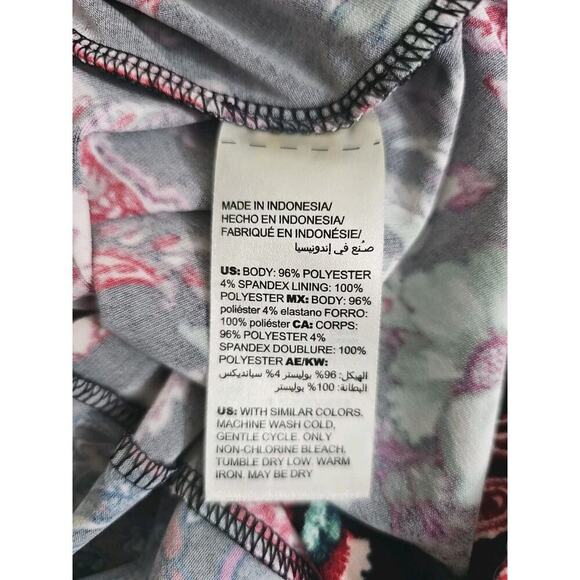 MADE IN INDONESIA/
HECHO EN INDONESIA/
FABRIQUÉ EN INDONÉSIE/
صُنع في إندونيسيا
US: BODY: 96% POLYESTER
4% SPANDEX LINING: 100%
POLYESTER MX: BODY: 96%
poliéster 4% elastano FORRO:
100% poliéster CA: CORPS:
96% POLYESTER 4%
SPANDEX DOUBLURE: 100%
POLYESTER AE/KW:
الهيكل: 96% بوليستر 4% سباندیکس
البطانة: 100% بوليستر
US: WITH SIMILAR COLORS.
MACHINE WASH COLD,
GENTLE CYCLE. ONLY
NON-CHLORINE BLEACH.
TUMBLE DRY LOW. WARM
IRON. MAY BE DRY